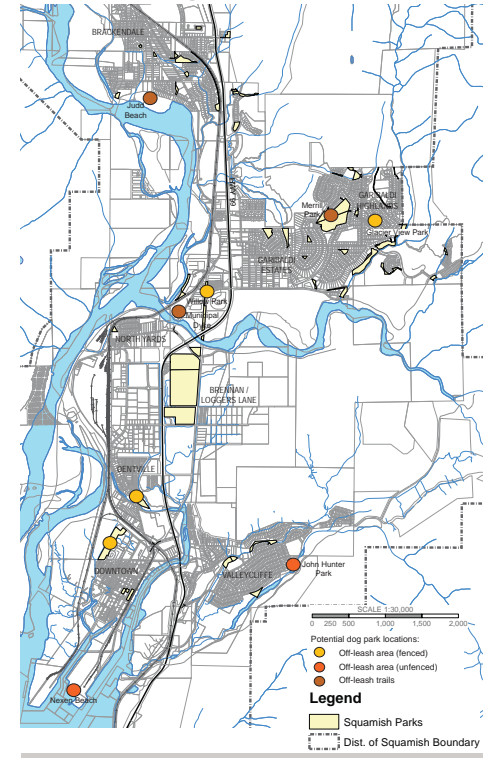 BRACKENDALE
Judd
Beach
HWY 99
Merrill
Park
GARIBALDI
HIGHLANDS
Glacier View Park
GARIBALDI
ESTATES
Willow Park
Municipal
Dyke
NORTH YARDS
BRENNAN /
LOGGERS LANE
DENTVILLE
DOWNTOWN
VALLEYCLIFFE
John Hunter
Park
Nexen Beach
SCALE 1:30,000
0 250 500 1,000 1,500 2,000
Potential dog park locations:
Off-leash area (fenced)
Off-leash area (unfenced)
Off-leash trails
Legend
Squamish Parks
Dist. of Squamish Boundary